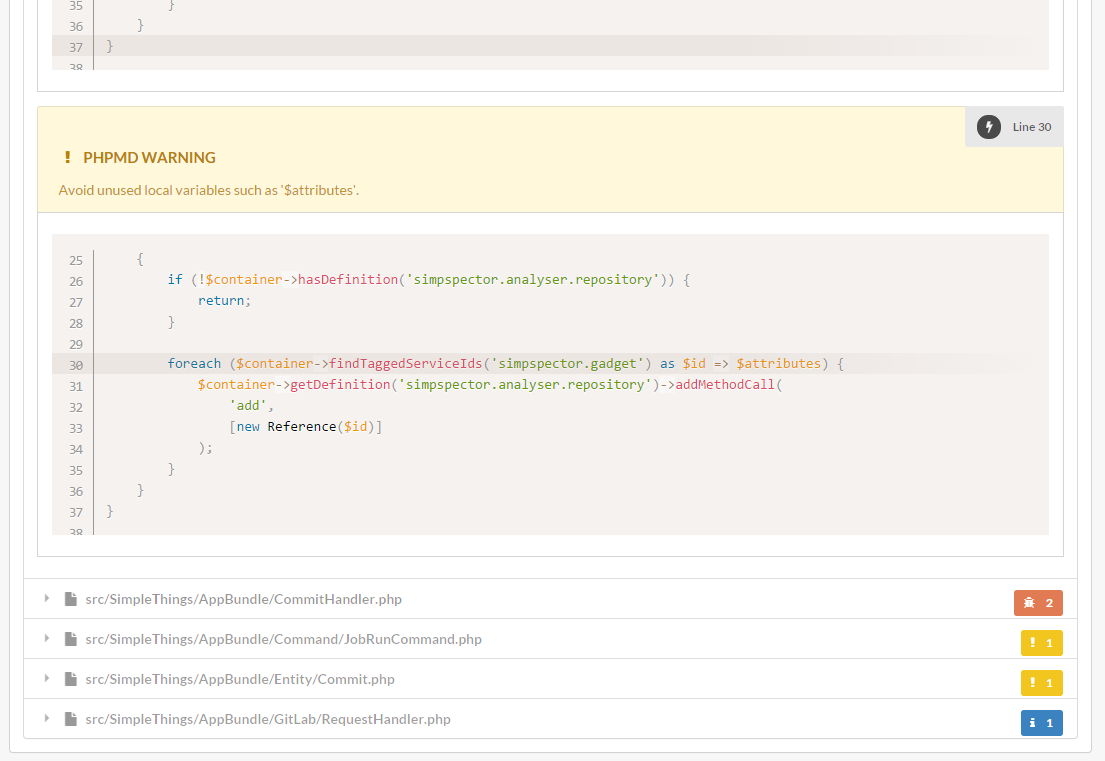 35 }
36 }
37 }
38
Line 30
! PHPMD WARNING
Avoid unused local variables such as '$attributes'.
25 {
26 if (!$container->hasDefinition('simpspector.analyser.repository')) {
27 return;
28 }
29
30 foreach ($container->findTaggedServiceIds('simpspector.gadget') as $id => $attributes) {
31 $container->getDefinition('simpspector.analyser.repository')->addMethodCall(
32 'add',
33 [new Reference($id)]
34 );
35 }
36 }
37 }
38
src/SimpleThings/AppBundle/CommitHandler.php 2
src/SimpleThings/AppBundle/Command/JobRunCommand.php ! 1
src/SimpleThings/AppBundle/Entity/Commit.php ! 1
src/SimpleThings/AppBundle/GitLab/RequestHandler.php i 1